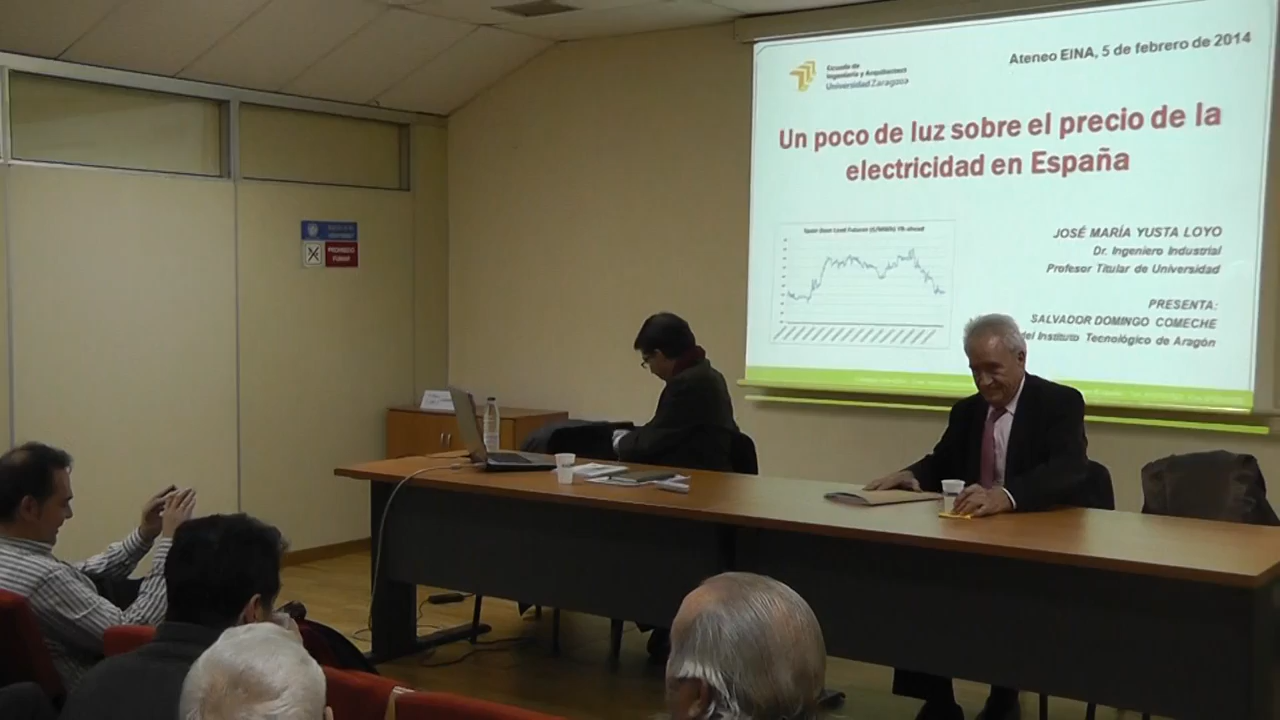 Ateneo EINA, 5 de febrero de 2014
Escuela de
Ingeniería y Arquitectura
Universidad Zaragoza
Un poco de luz sobre el precio de la
electricidad en España
JOSÉ MARÍA YUSTA LOYO
Dr. Ingeniero Industrial
Profesor Titular de Universidad
PRESENTA:
SALVADOR DOMINGO COMECHE
del Instituto Tecnológico de Aragón
PROHIBIDO
FUMAR